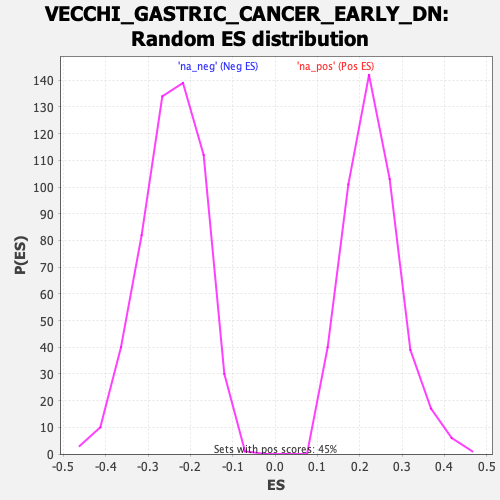 VECCHI_GASTRIC_CANCER_EARLY_DN:
Random ES distribution
'na_neg' (Neg ES) 'na_pos' (Pos ES)
140
130
120
110
100
90
80
70
60
50
40
30
20
10
0
P(ES)
Sets with pos scores: 45%
-0.5 -0.4 -0.3 -0.2 -0.1 0.0 0.1 0.2 0.3 0.4 0.5
ES